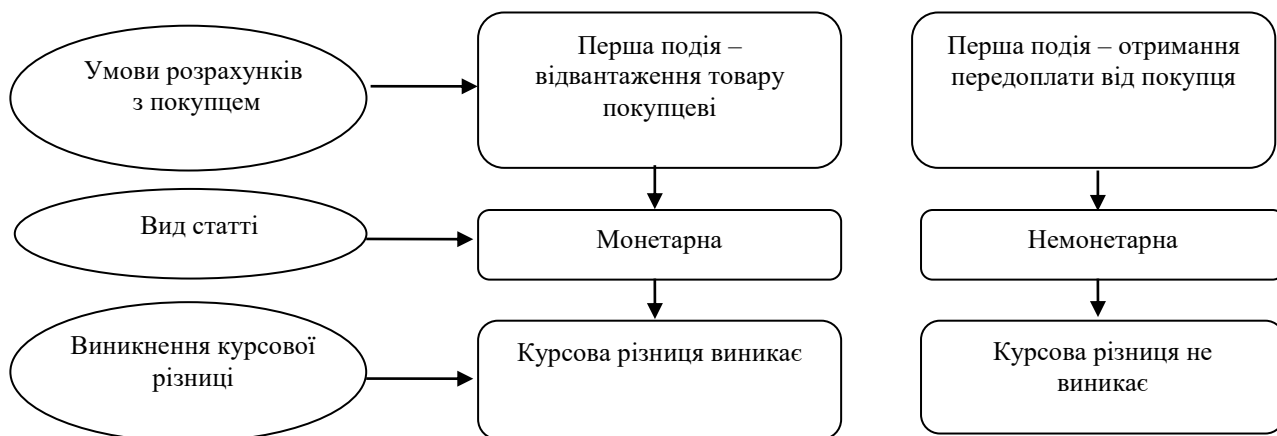 Умови розрахунків
з покупцем
Перша подія –
відвантаження товару
покупцеві
Перша подія – отримання
передоплати від покупця
Вид статті
Монетарна
Немонетарна
Виникнення курсової
різниці
Курсова різниця виникає
Курсова різниця не
виникає